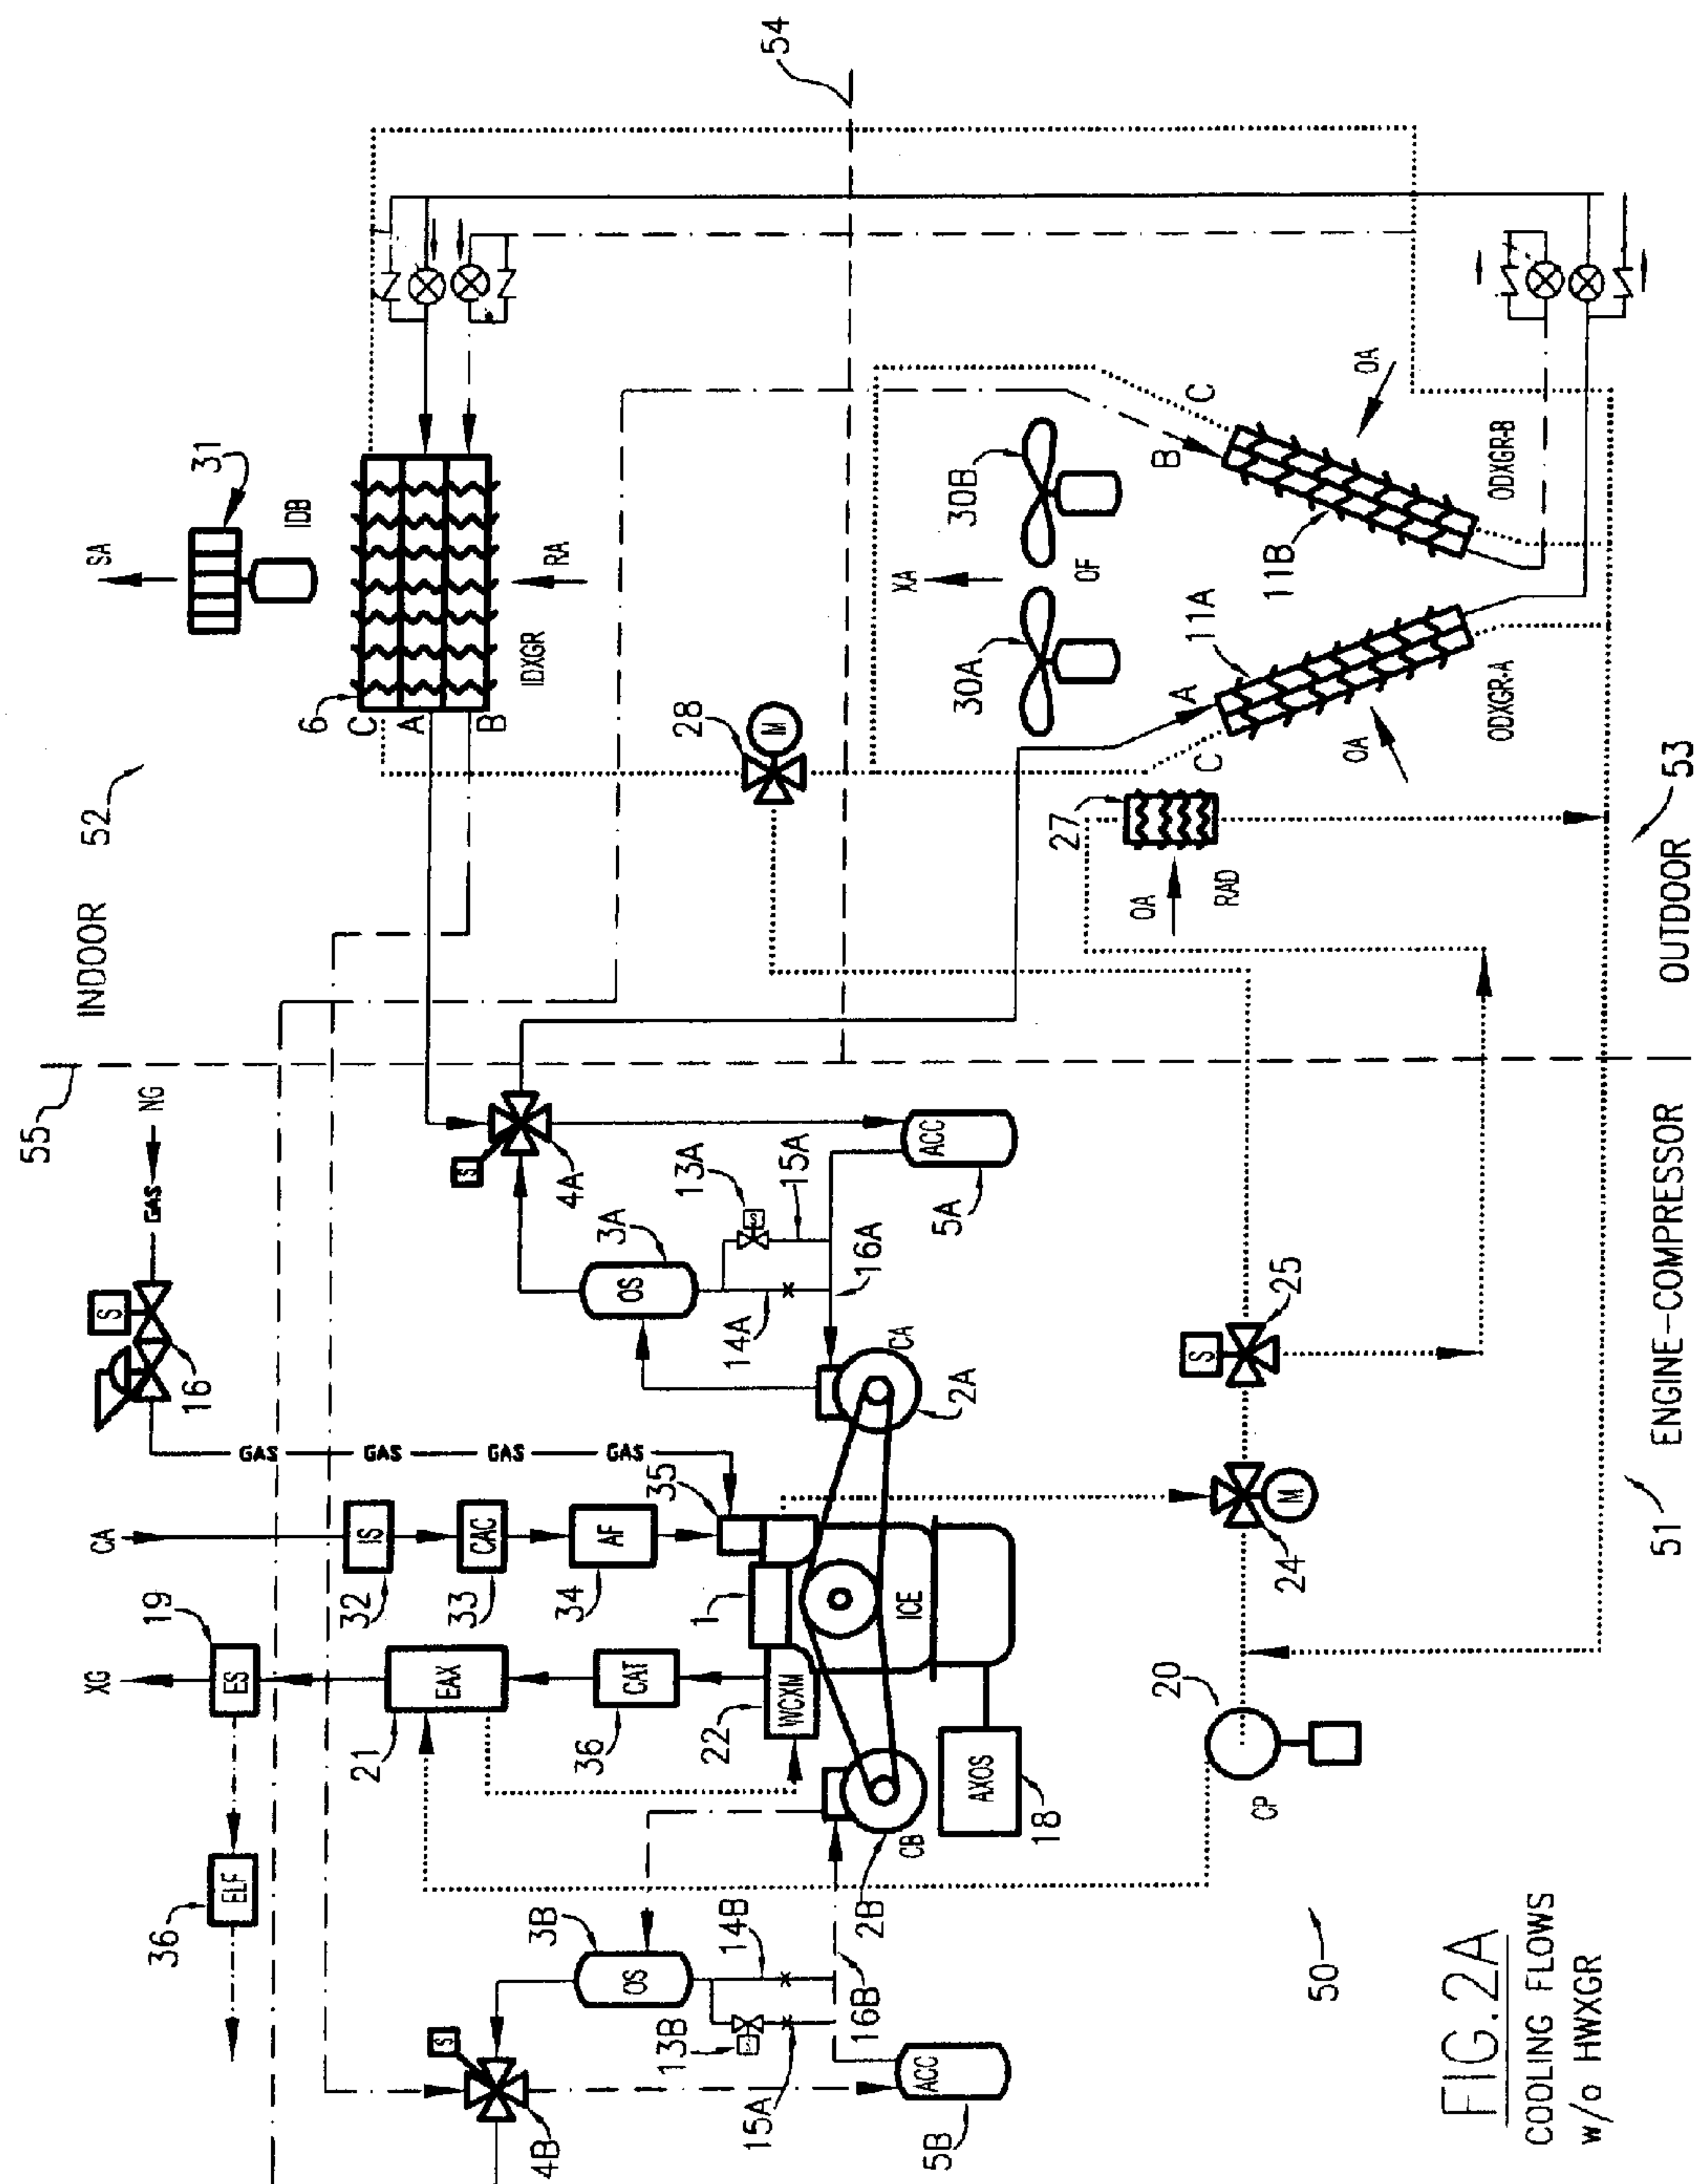 55
INDOOR
52
31
SA
IDB
6
C
A
B
IDXGR
RA
54
NG
GAS
S
16
GAS
GAS
GAS
GAS
CA
IS
32
CAC
33
AF
34
35
XG
19
ES
EAX
21
CAT
36
WCXM
22
1
ICE
ELF
36
S
4A
OS
3A
13A
S
15A
14A
16A
ACC
5A
CA
2A
CB
2B
AXOS
18
S
4B
OS
3B
14B
13B
15A
16B
ACC
5B
28
M
XA
30A
30B
OF
27
OA
RAD
C
A
11A
ODXGR-A
OA
B
C
11B
ODXGR-B
OA
S
25
M
24
20
CP
OUTDOOR
53
ENGINE-COMPRESSOR
51
50
FIG.2A
COOLING FLOWS
w/o HWXGR